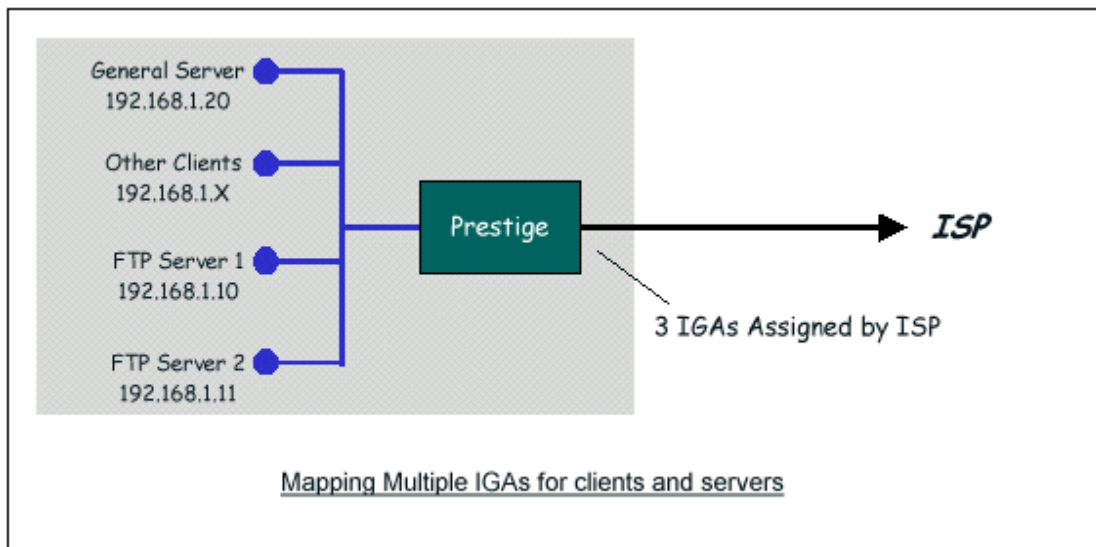 General Server
192.168.1.20
Other Clients
192.168.1.X
FTP Server 1
192.168.1.10
FTP Server 2
192.168.1.11
Prestige
ISP
3 IGAs Assigned by ISP
Mapping Multiple IGAs for clients and servers